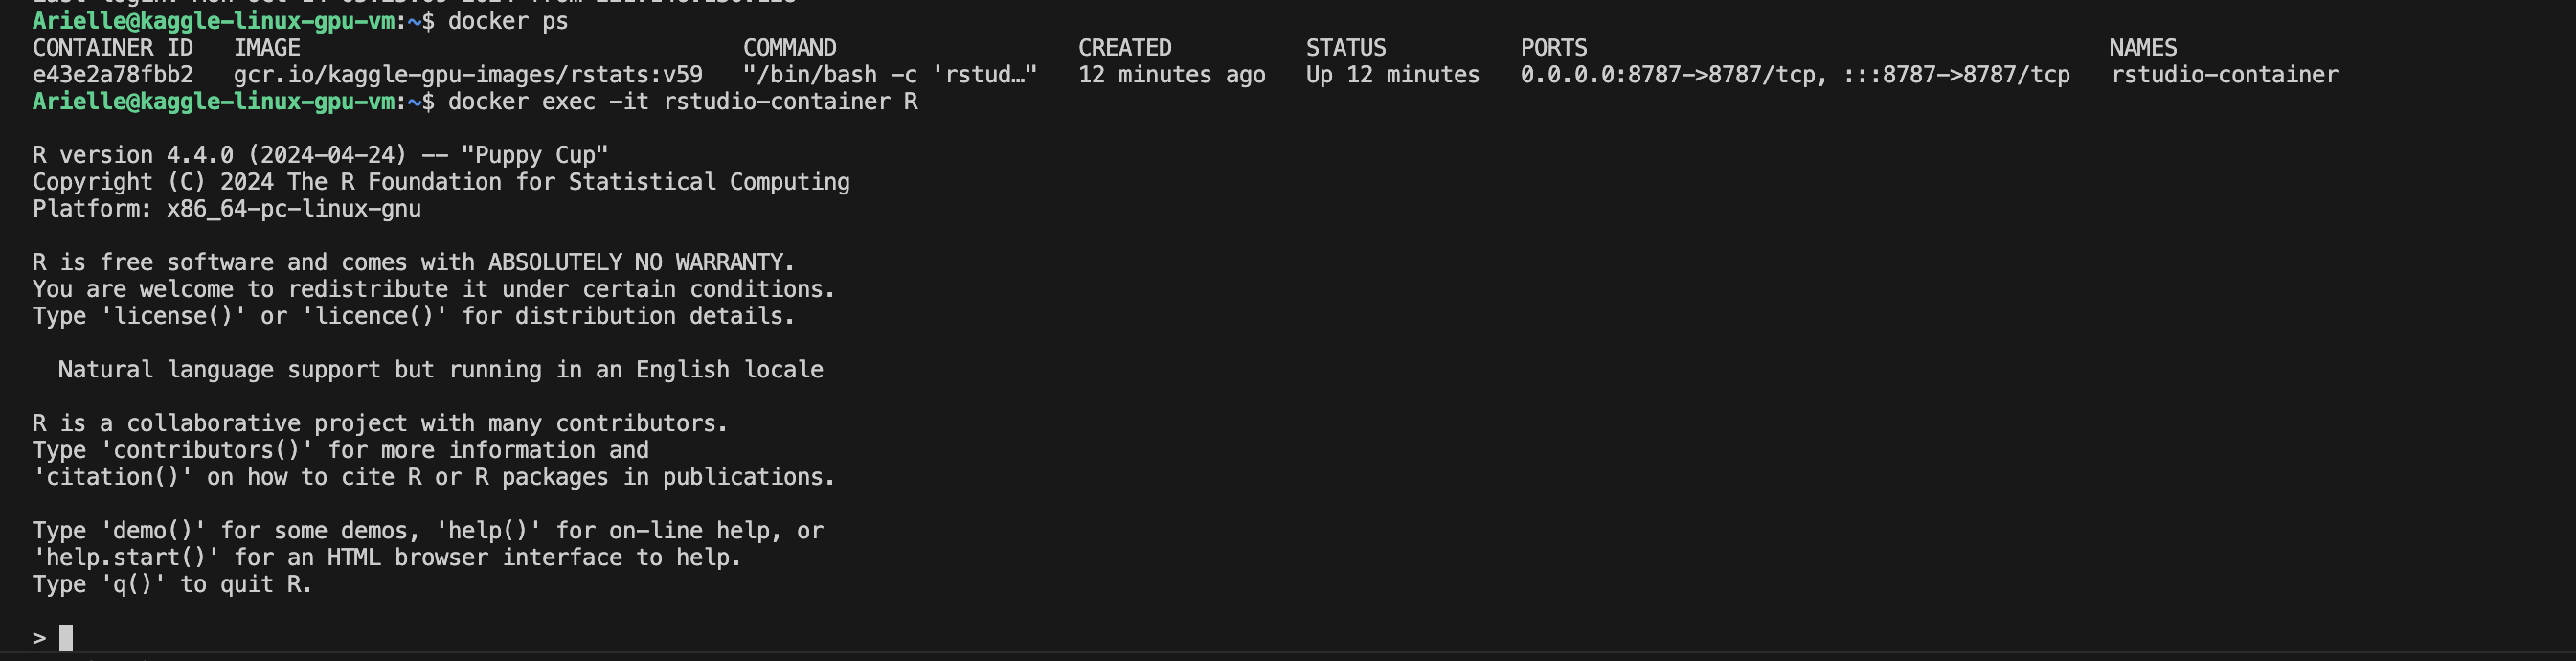 Arielle@kaggle-linux-gpu-vm:~$ docker ps
CONTAINER ID   IMAGE                                 COMMAND                  CREATED          STATUS          PORTS                                       NAMES
e43e2a78fbb2   gcr.io/kaggle-gpu-images/rstats:v59   "/bin/bash -c 'rstud…"   12 minutes ago   Up 12 minutes   0.0.0.0:8787->8787/tcp, :::8787->8787/tcp   rstudio-container
Arielle@kaggle-linux-gpu-vm:~$ docker exec -it rstudio-container R
R version 4.4.0 (2024-04-24) -- "Puppy Cup"
Copyright (C) 2024 The R Foundation for Statistical Computing
Platform: x86_64-pc-linux-gnu
R is free software and comes with ABSOLUTELY NO WARRANTY.
You are welcome to redistribute it under certain conditions.
Type 'license()' or 'licence()' for distribution details.
  Natural language support but running in an English locale
R is a collaborative project with many contributors.
Type 'contributors()' for more information and
'citation()' on how to cite R or R packages in publications.
Type 'demo()' for some demos, 'help()' for on-line help, or
'help.start()' for an HTML browser interface to help.
Type 'q()' to quit R.
>